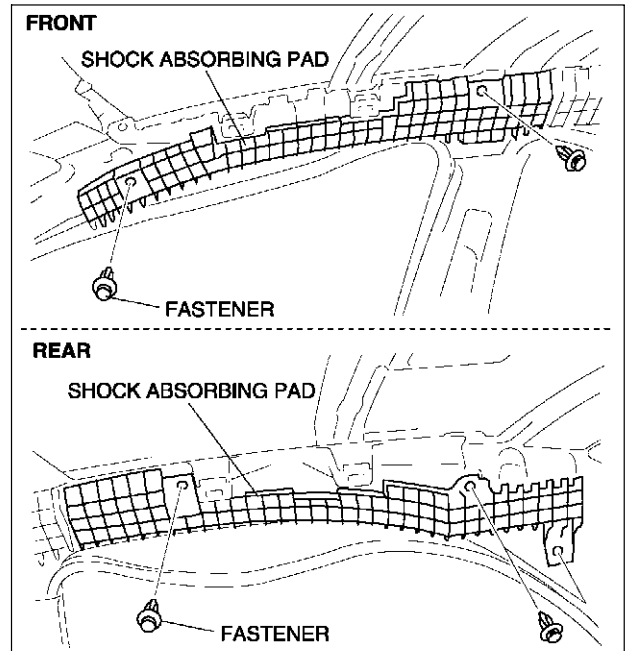 FRONT
SHOCK ABSORBING PAD
FASTENER
REAR
SHOCK ABSORBING PAD
FASTENER